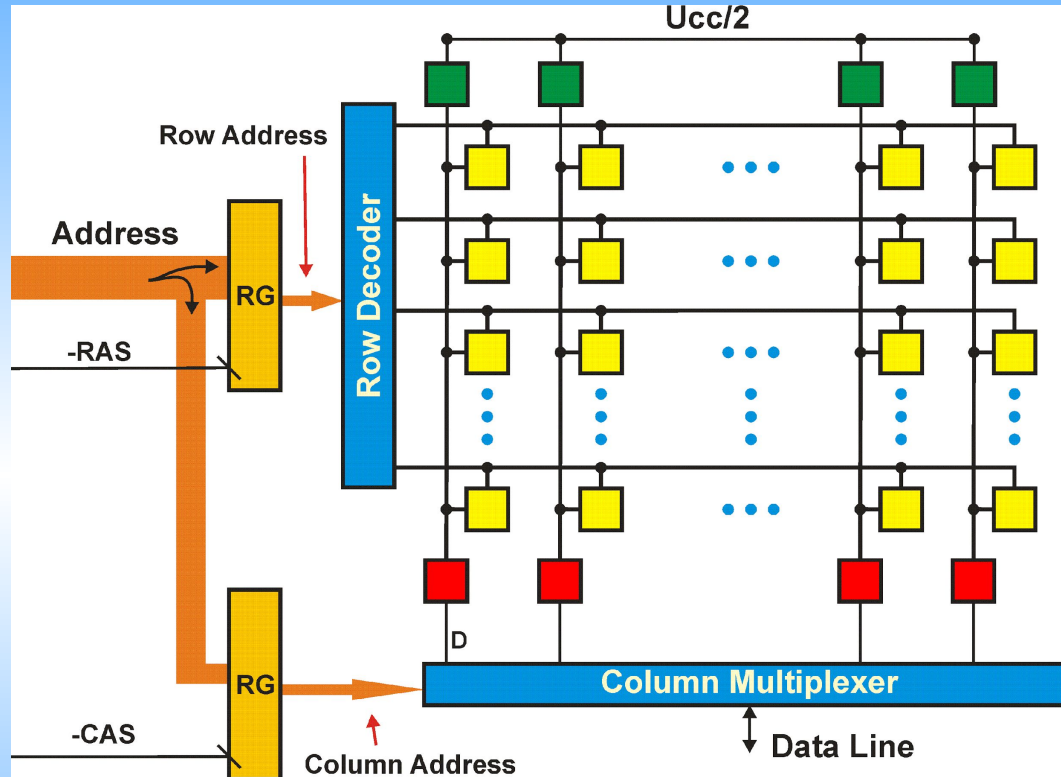 Ucc/2
Row Address
Address
RG
Row Decoder
-RAS
D
RG
Column Multiplexer
-CAS
Data Line
Column Address